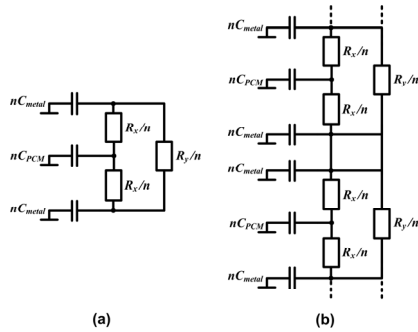 nC_metal
R_x/n
nC_PCM
R_y/n
R_x/n
nC_metal
(a)
nC_metal
R_x/n
nC_PCM
R_y/n
R_x/n
nC_metal
nC_metal
R_x/n
nC_PCM
R_y/n
R_x/n
nC_metal
(b)